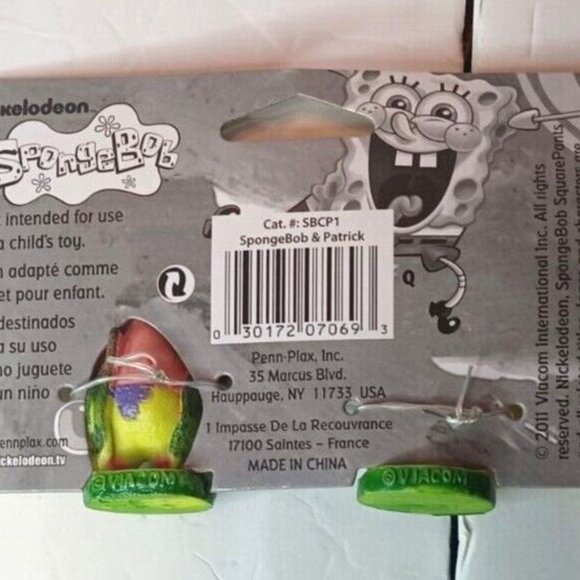 ckelodeon™
SPONGEBOB
intended for use
a child's toy.
adapté comme
et pour enfant.
destinados
a su uso
no juguete
un niño
ennplax.com
ickelodeon.tv
Cat. #: SBCP1
SpongeBob & Patrick
0 30172 07069 3
Q
Penn-Plax, Inc.
35 Marcus Blvd.
Hauppauge, NY 11733 USA
1 Impasse De La Recouvrance
17100 Saintes – France
MADE IN CHINA
© 2011 Viacom International Inc. All rights
reserved. Nickelodeon, SpongeBob SquarePants
©VIACOM
©VIACOM